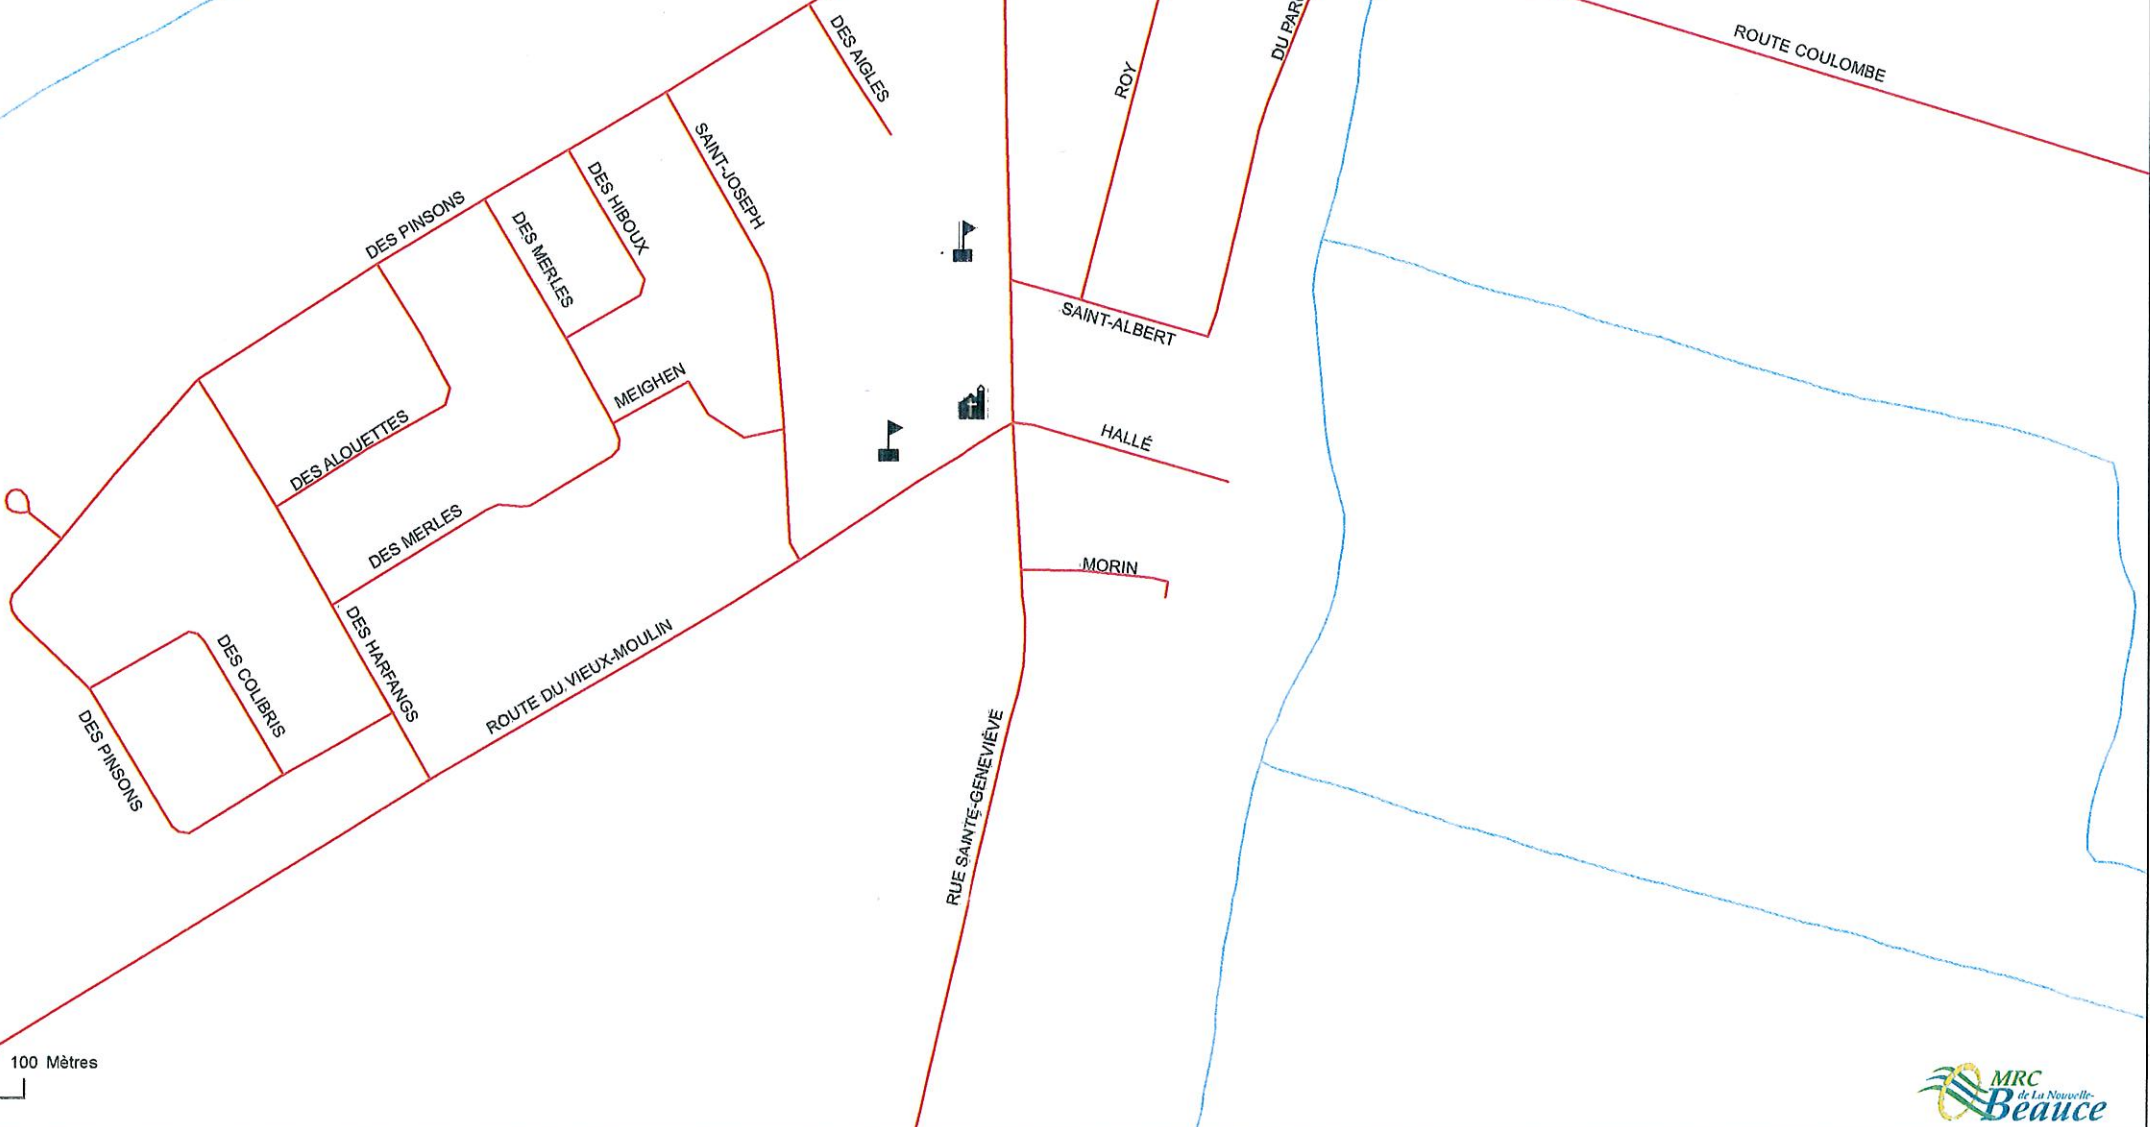 DES AIGLES
ROY
DU PARC
ROUTE COULOMBE
SAINT-JOSEPH
DES HIBOUX
DES PINSONS
DES MERLES
SAINT-ALBERT
MEIGHEN
DES ALOUETTES
HALLÉ
DES MERLES
MORIN
DES HARFANGS
DES COLIBRIS
ROUTE DU VIEUX-MOULIN
DES PINSONS
RUE SAINTE-GENEVIÈVE
100 Mètres
MRC
de La Nouvelle-
Beauce